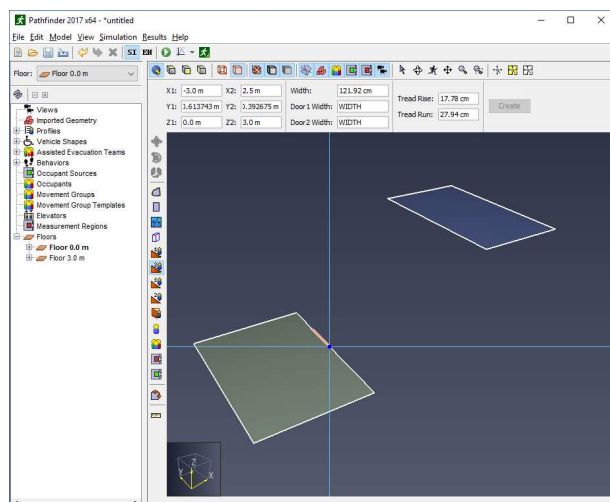 Pathfinder 2017 x64 - *untitled
File Edit Model View Simulation Results Help
SI EN
Floor: Floor 0.0 m
X1: -3.0 m X2: 2.5 m Width: 121.92 cm
Y1: ).613743 m Y2: ).392675 m Door1 Width: WIDTH
Z1: 0.0 m Z2: 3.0 m Door2 Width: WIDTH
Tread Rise: 17.78 cm
Tread Run: 27.94 cm
Create
Views
Imported Geometry
Profiles
Vehicle Shapes
Assisted Evacuation Teams
Behaviors
Occupant Sources
Occupants
Movement Groups
Movement Group Templates
Elevators
Measurement Regions
Floors
Floor 0.0 m
Floor 3.0 m
Z
Y X